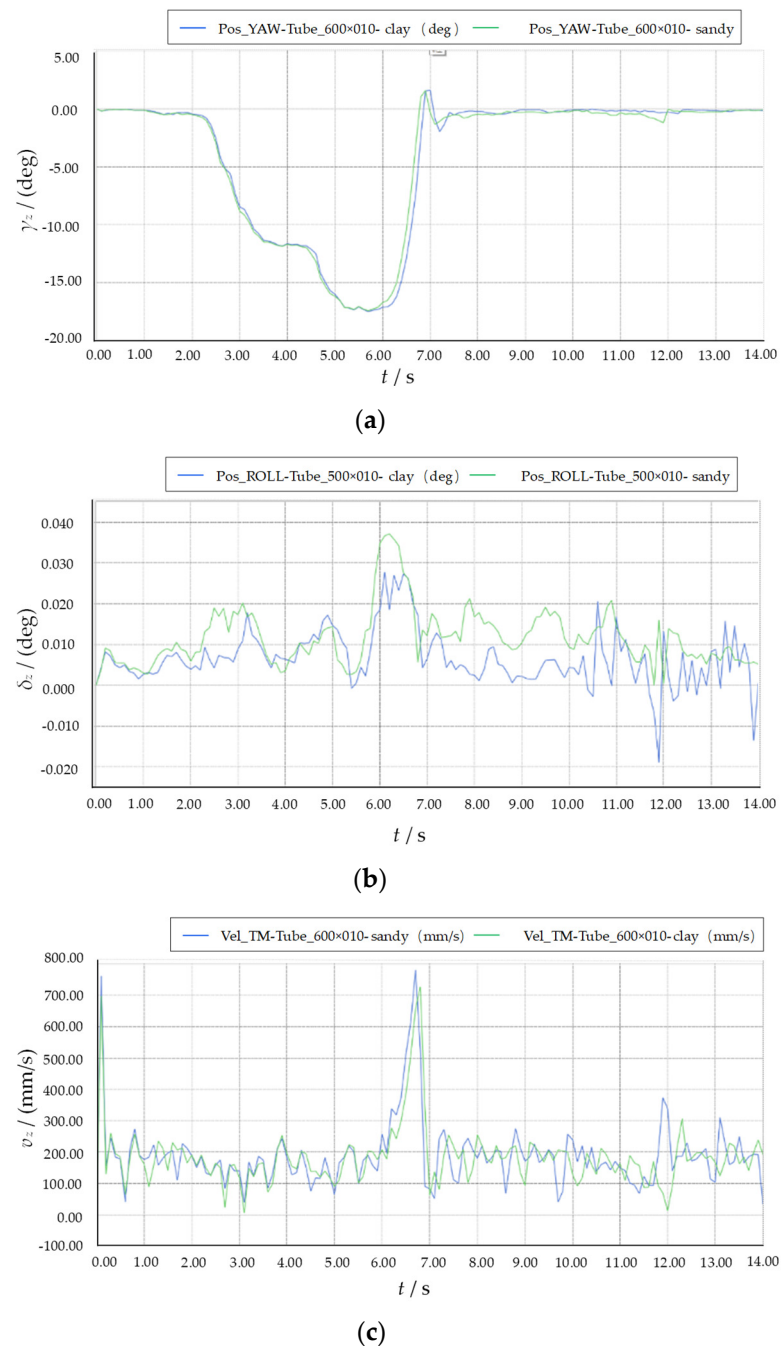 Pos_YAW-Tube_600×010- clay (deg) Pos_YAW-Tube_600×010- sandy
5.00
0.00
-5.00
-10.00
-15.00
-20.00
γz / (deg)
0.00 1.00 2.00 3.00 4.00 5.00 6.00 7.00 8.00 9.00 10.00 11.00 12.00 13.00 14.00
t / s
(a)
Pos_ROLL-Tube_500×010- clay (deg) Pos_ROLL-Tube_500×010- sandy
0.040
0.030
0.020
0.010
0.000
-0.010
-0.020
δz / (deg)
0.00 1.00 2.00 3.00 4.00 5.00 6.00 7.00 8.00 9.00 10.00 11.00 12.00 13.00 14.00
t / s
(b)
Vel_TM-Tube_600×010-sandy (mm/s) Vel_TM-Tube_600×010-clay (mm/s)
800.00
700.00
600.00
500.00
400.00
300.00
200.00
100.00
0.00
-100.00
vz / (mm/s)
0.00 1.00 2.00 3.00 4.00 5.00 6.00 7.00 8.00 9.00 10.00 11.00 12.00 13.00 14.00
t / s
(c)